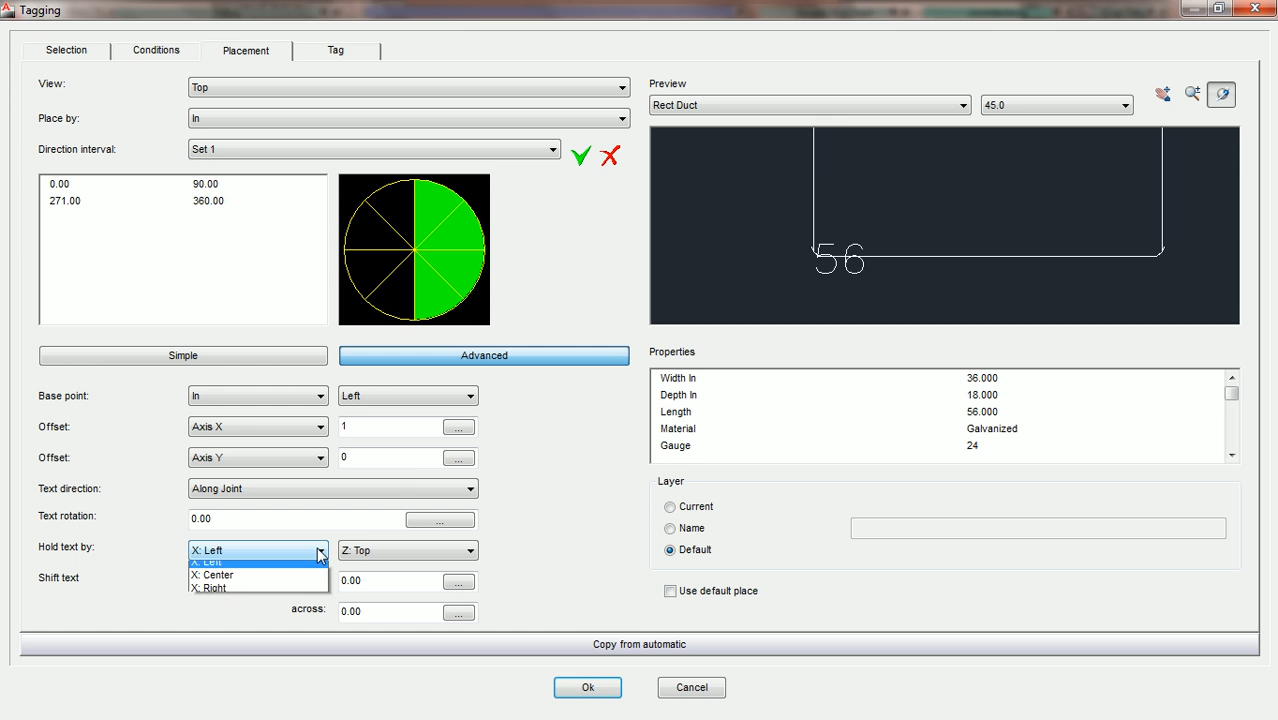 Tagging
Selection Conditions Placement Tag
View: Top
Place by: In
Direction interval: Set 1
0.00 90.00
271.00 360.00
Simple Advanced
Base point: In Left
Offset: Axis X 1 ...
Offset: Axis Y 0 ...
Text direction: Along Joint
Text rotation: 0.00 ...
Hold text by: X: Left Z: Top
X: Left
X: Center
X: Right
Shift text 0.00 ...
across: 0.00 ...
Preview
Rect Duct 45.0
56
Properties
Width In 36.000
Depth In 18.000
Length 56.000
Material Galvanized
Gauge 24
Layer
Current
Name
Default
Use default place
Copy from automatic
Ok Cancel